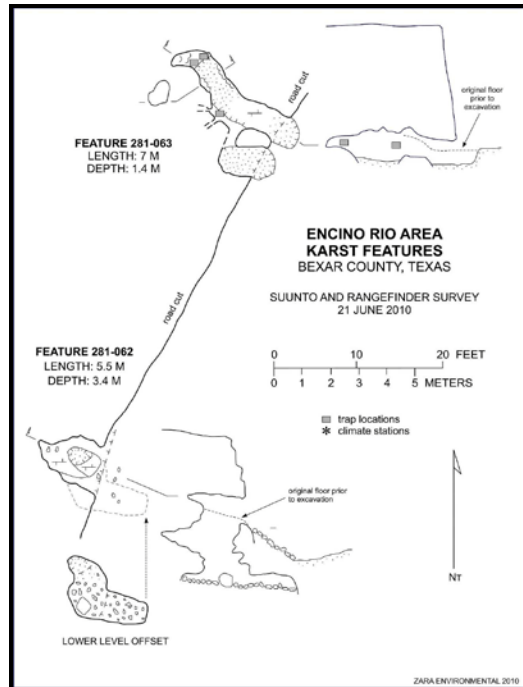 road cut
original floor
prior to
excavation
FEATURE 281-063
LENGTH: 7 M
DEPTH: 1.4 M
ENCINO RIO AREA
KARST FEATURES
BEXAR COUNTY, TEXAS
SUUNTO AND RANGEFINDER SURVEY
21 JUNE 2010
road cut
FEATURE 281-062
LENGTH: 5.5 M
DEPTH: 3.4 M
0 10 20 FEET
0 1 2 3 4 5 METERS
trap locations
climate stations
original floor prior
to excavation
NT
LOWER LEVEL OFFSET
ZARA ENVIRONMENTAL 2010